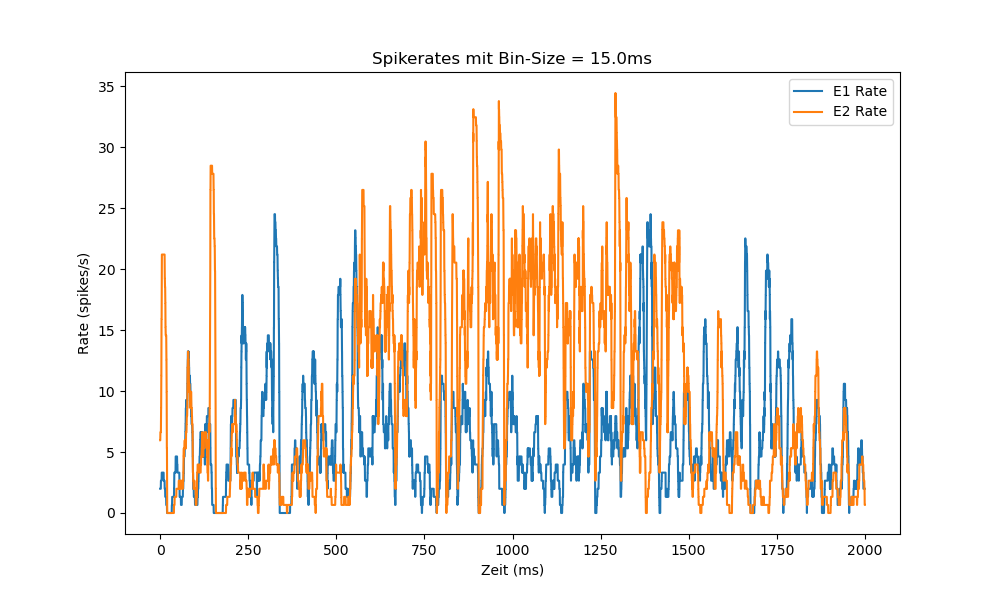 Spikerates mit Bin-Size = 15.0ms
E1 Rate
E2 Rate
Rate (spikes/s)
35
30
25
20
15
10
5
0
0 250 500 750 1000 1250 1500 1750 2000
Zeit (ms)